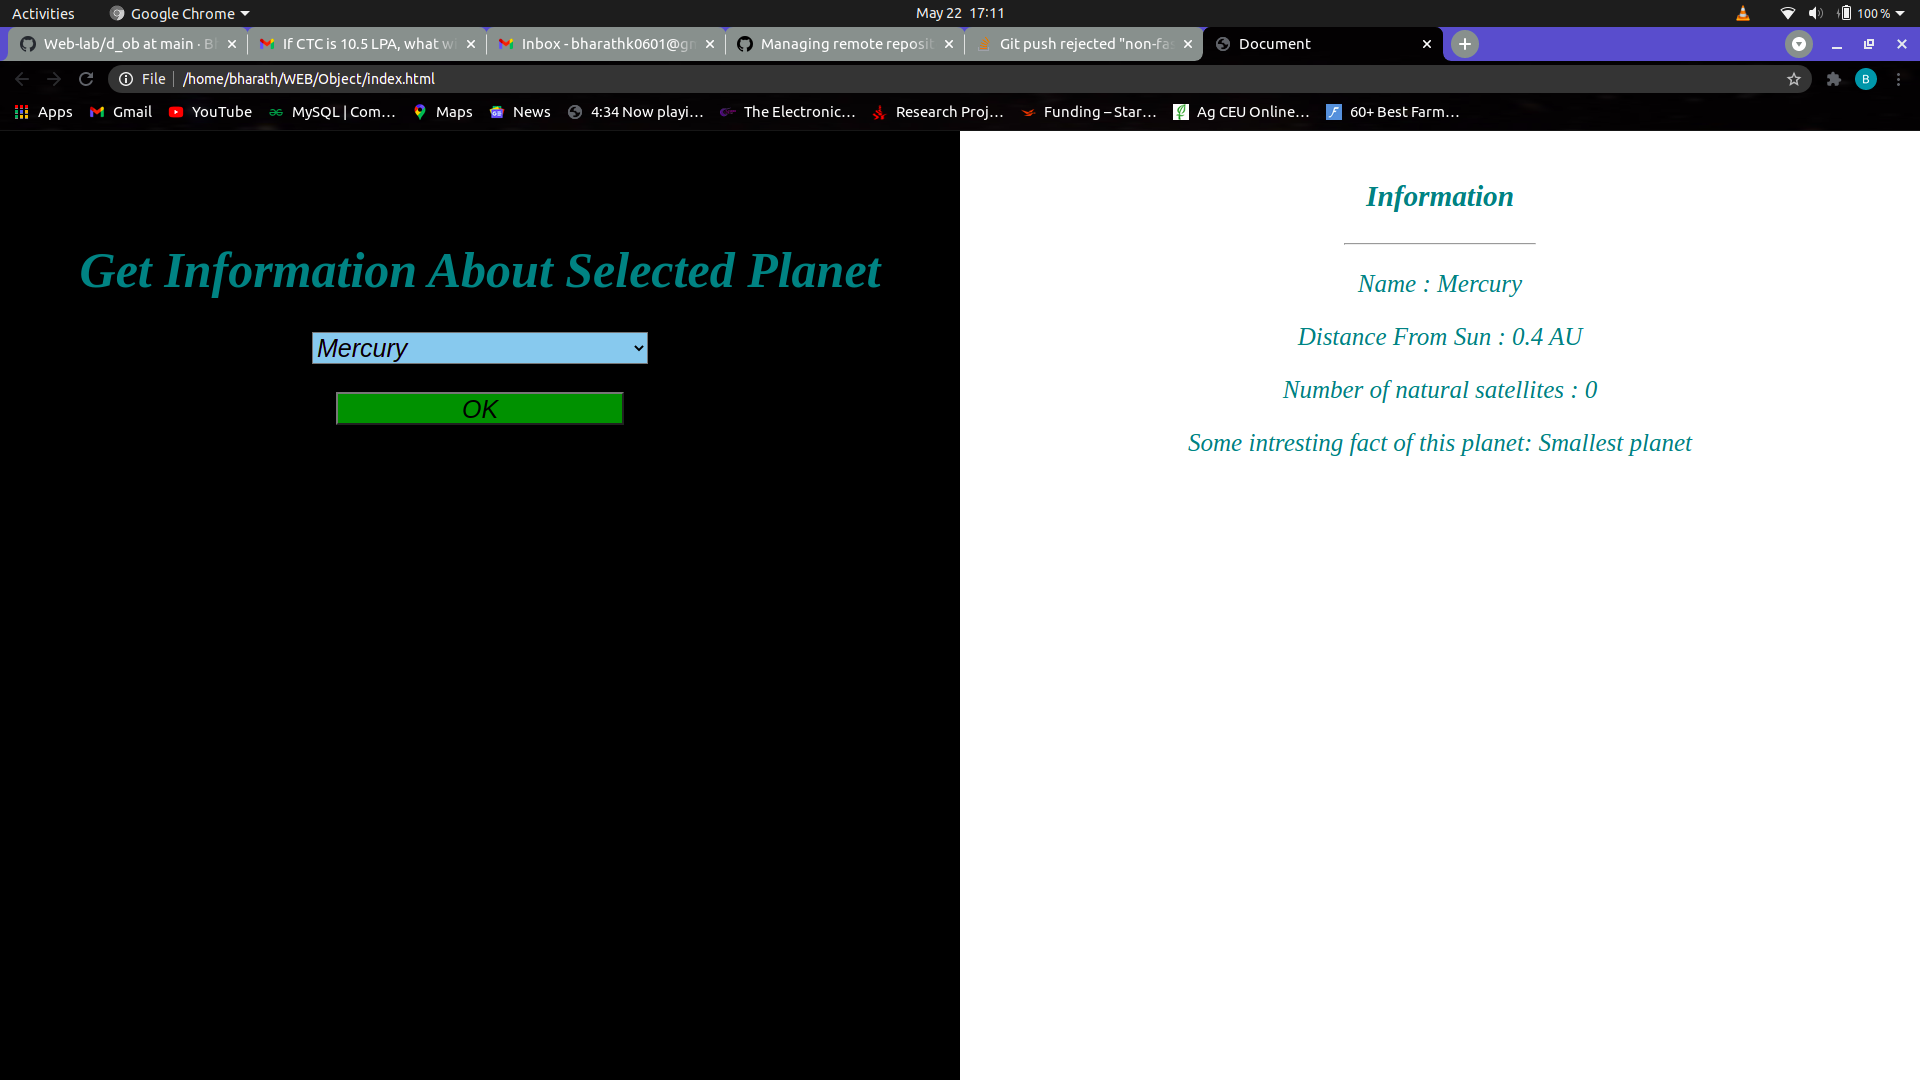 Activities Google Chrome May 22 17:11 100 %
Web-lab/d_ob at main · B If CTC is 10.5 LPA, what wi Inbox - bharathk0601@gm Managing remote reposit Git push rejected "non-fas Document
File /home/bharath/WEB/Object/index.html B
Apps Gmail YouTube MySQL | Com... Maps News 4:34 Now playi... The Electronic... Research Proj... Funding – Star... Ag CEU Online... 60+ Best Farm...
Get Information About Selected Planet
Mercury
OK
Information
Name : Mercury
Distance From Sun : 0.4 AU
Number of natural satellites : 0
Some intresting fact of this planet: Smallest planet